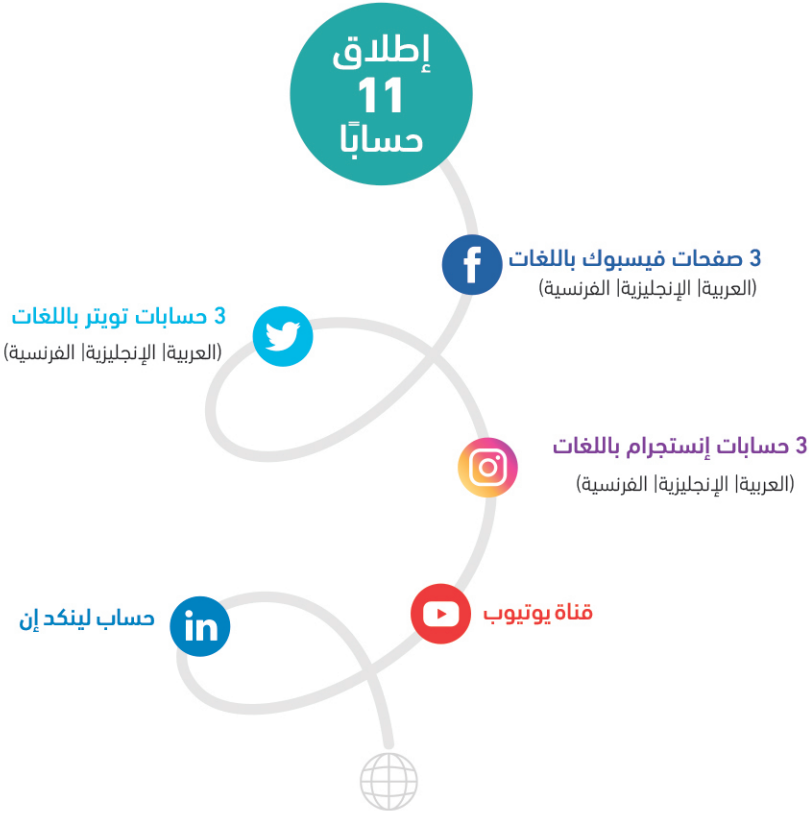 إطلاق
11
حسابًا
3 صفحات فيسبوك باللغات
(العربية| الإنجليزية| الفرنسية)
3 حسابات تويتر باللغات
(العربية| الإنجليزية| الفرنسية)
3 حسابات إنستجرام باللغات
(العربية| الإنجليزية| الفرنسية)
قناة يوتيوب
حساب لينكد إن
in